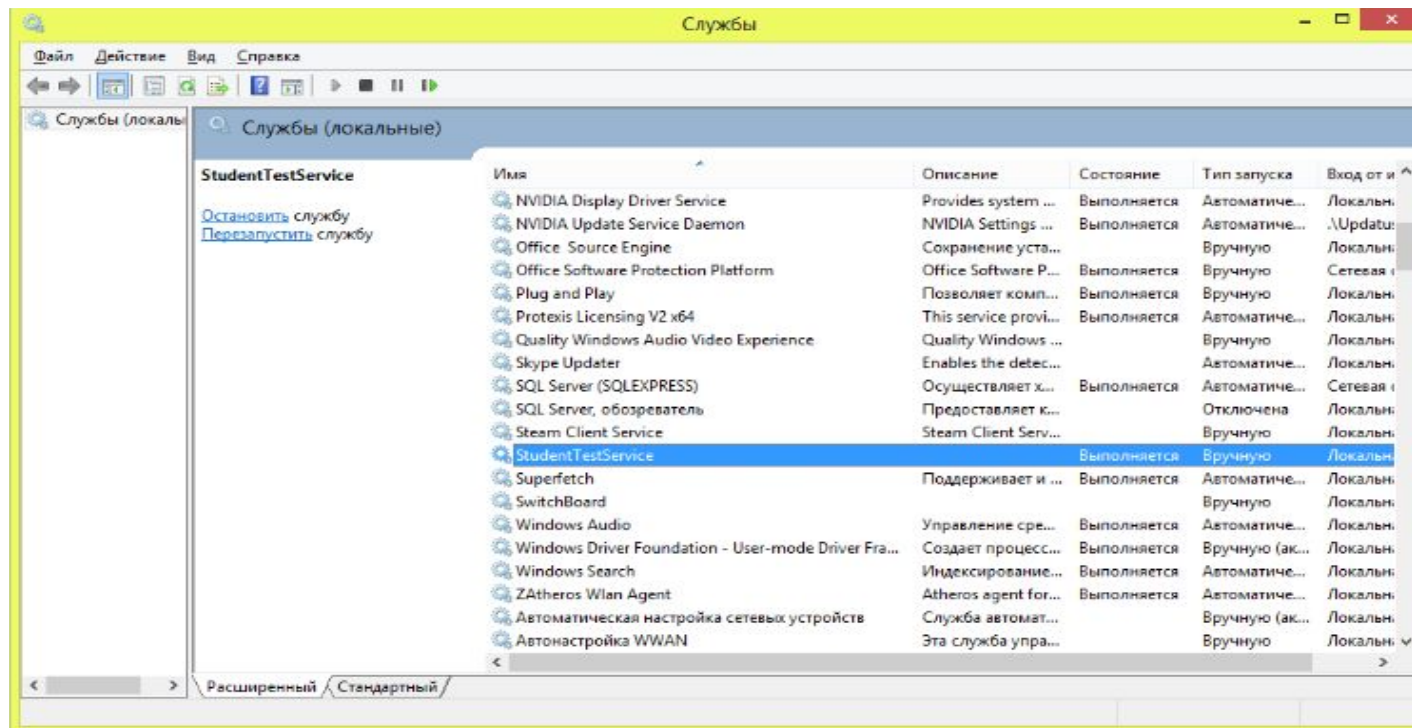 Службы
Файл Действие Вид Справка
Службы (локалы
Службы (локальные)
StudentTestService
Остановить службу
Перезапустить службу
Имя Описание Состояние Тип запуска Вход от и
NVIDIA Display Driver Service Provides system ... Выполняется Автоматиче... Локальн
NVIDIA Update Service Daemon NVIDIA Settings ... Выполняется Автоматиче... .\Updatu
Office Source Engine Сохранение уста... Вручную Локальн
Office Software Protection Platform Office Software P... Выполняется Вручную Сетевая
Plug and Play Позволяет комп... Выполняется Вручную Локальн
Protexis Licensing V2 x64 This service provi... Выполняется Автоматиче... Локальн
Quality Windows Audio Video Experience Quality Windows ... Вручную Локальн
Skype Updater Enables the detec... Автоматиче... Локальн
SQL Server (SQLEXPRESS) Осуществляет х... Выполняется Автоматиче... Сетевая
SQL Server, обозреватель Предоставляет к... Отключена Локальн
Steam Client Service Steam Client Serv... Вручную Локальн
StudentTestService Выполняется Вручную Локальн
Superfetch Поддерживает и ... Выполняется Автоматиче... Локальн
SwitchBoard Вручную Локальн
Windows Audio Управление сре... Выполняется Автоматиче... Локальн
Windows Driver Foundation - User-mode Driver Fra... Создает процесс... Выполняется Вручную (ак... Локальн
Windows Search Индексирование... Выполняется Автоматиче... Локальн
ZAtheros Wlan Agent Atheros agent for... Выполняется Автоматиче... Локальн
Автоматическая настройка сетевых устройств Служба автомат... Вручную (ак... Локальн
Автонастройка WWAN Эта служба упра... Вручную Локальн
Расширенный Стандартный